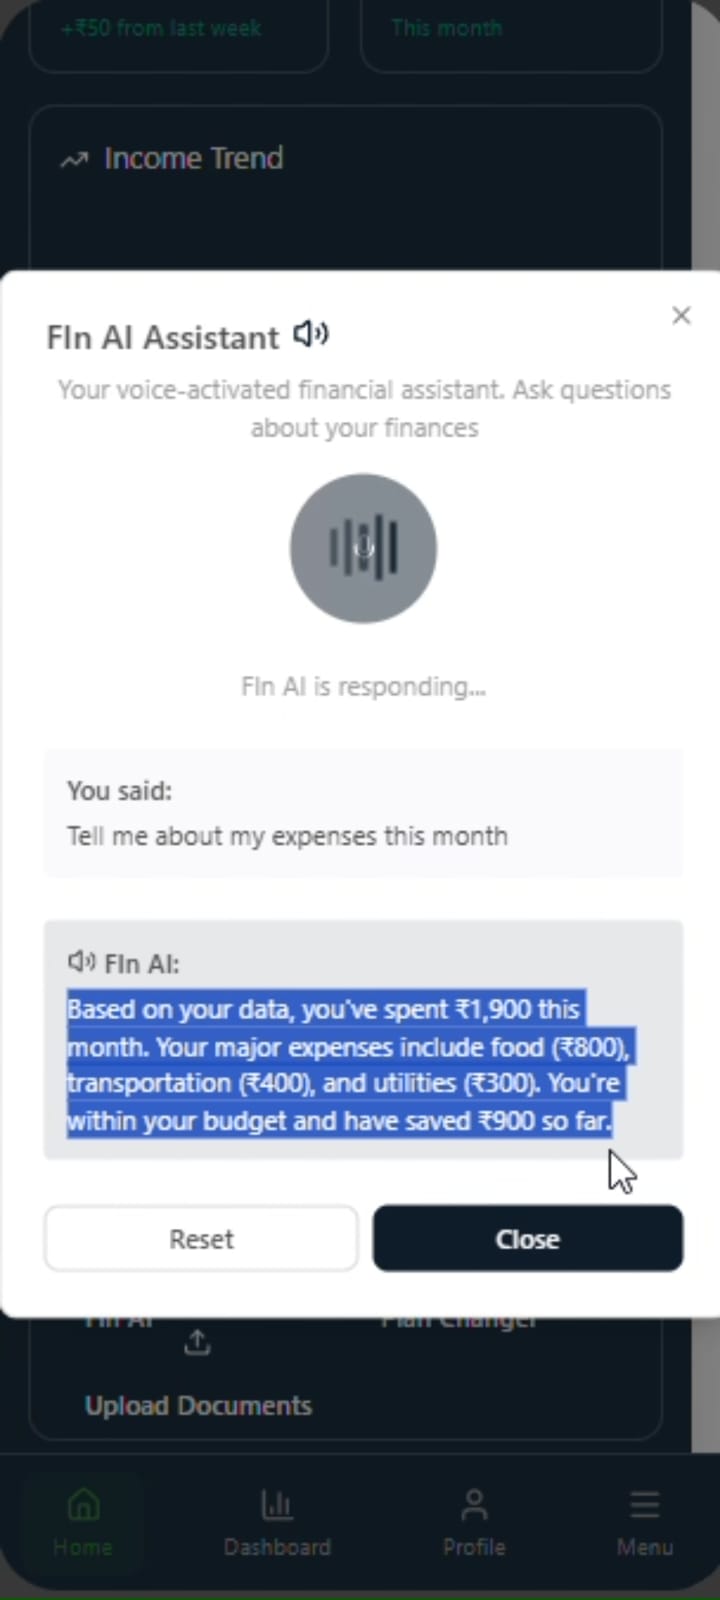 +₹50 from last week
This month
Income Trend
FIn AI Assistant
Your voice-activated financial assistant. Ask questions
about your finances
FIn AI is responding...
You said:
Tell me about my expenses this month
FIn AI:
Based on your data, you've spent ₹1,900 this
month. Your major expenses include food (₹800),
transportation (₹400), and utilities (₹300). You're
within your budget and have saved ₹900 so far.
Reset
Close
FIn AI
Plan Changer
Upload Documents
Home
Dashboard
Profile
Menu